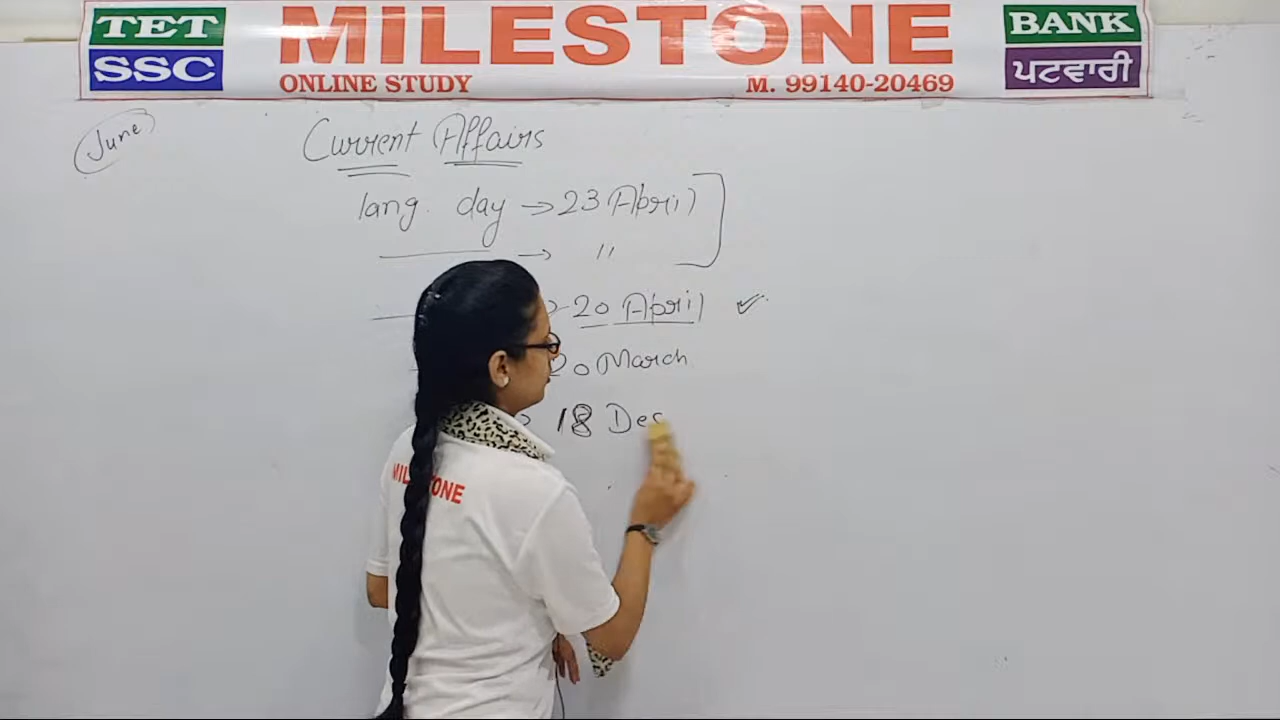 TET
SSC
MILESTONE
ONLINE STUDY
M. 99140-20469
BANK
ਪਟਵਾਰੀ
June
Current Affairs
lang. day → 23 April
→ "
20 April ✓
20 March
18 Dec
MILESTONE